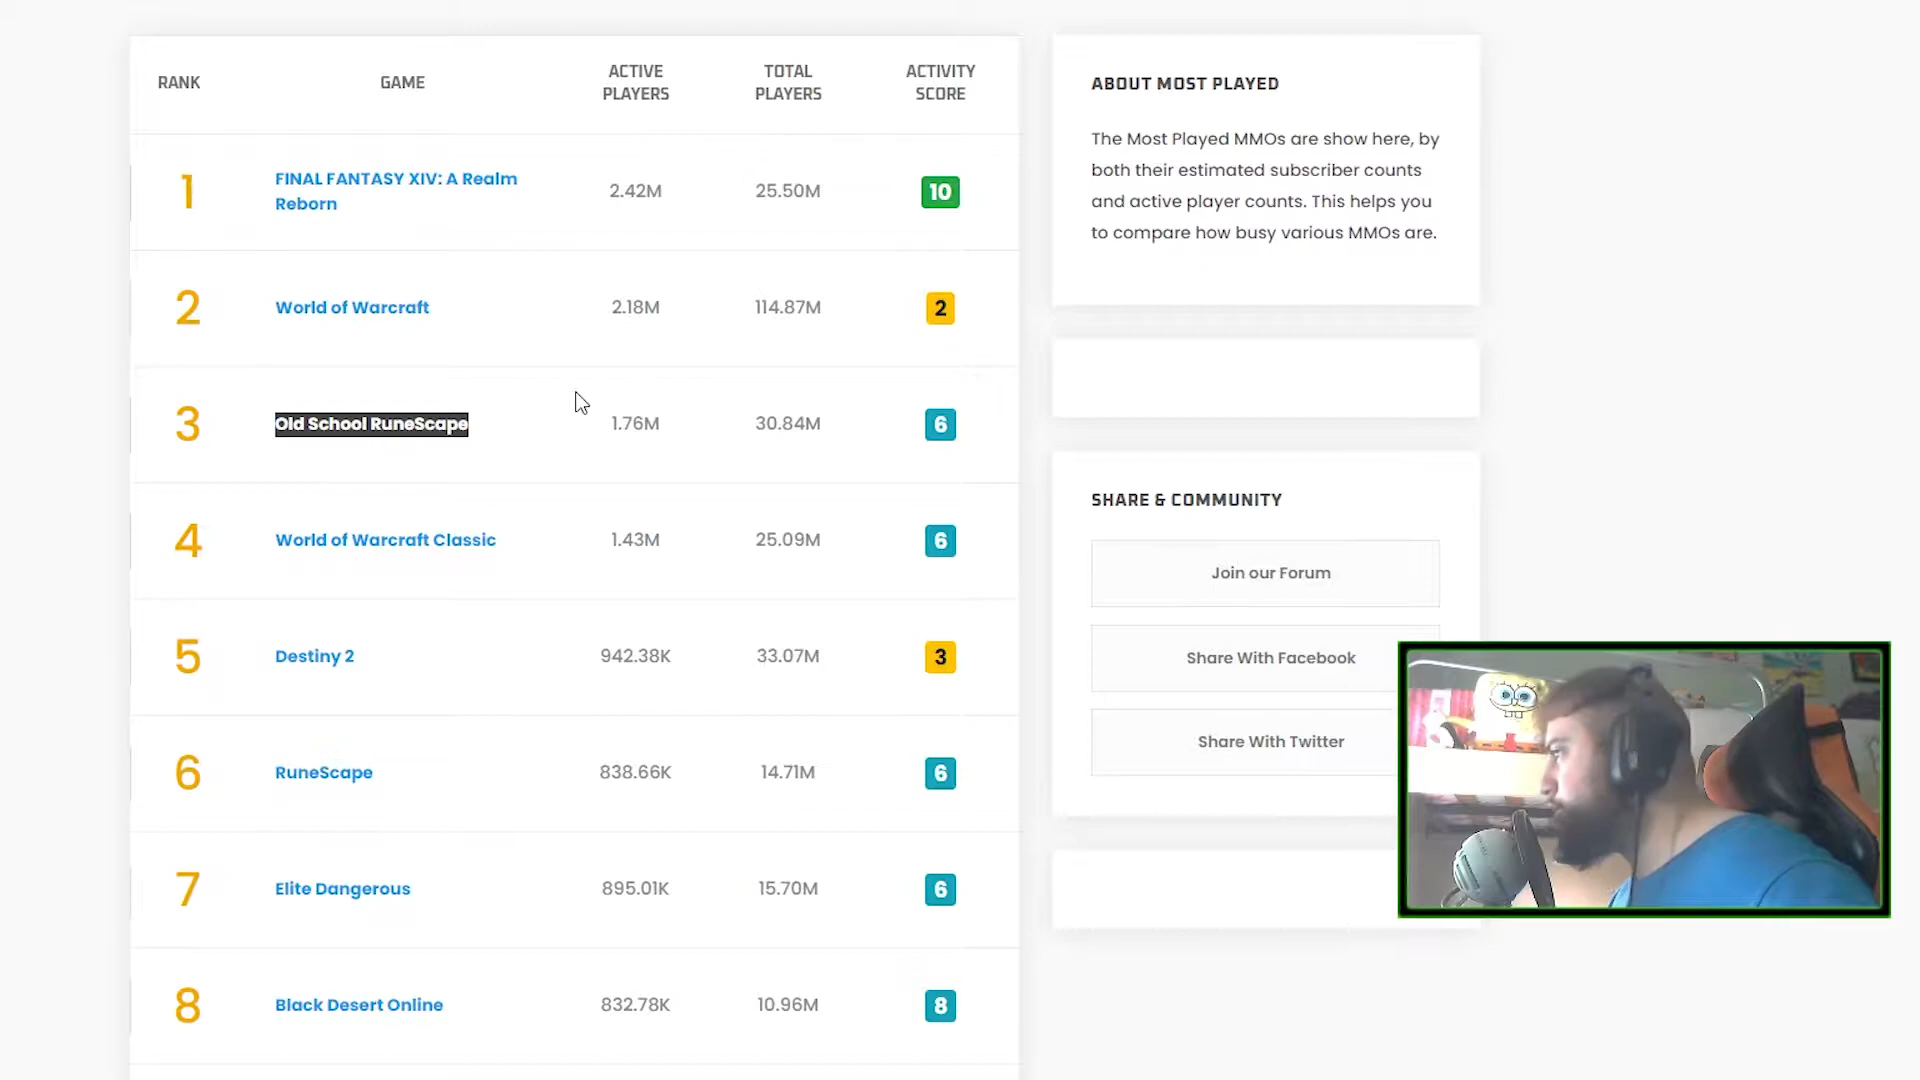 RANK
GAME
ACTIVE
PLAYERS
TOTAL
PLAYERS
ACTIVITY
SCORE
1
FINAL FANTASY XIV: A Realm
Reborn
2.42M
25.50M
10
2
World of Warcraft
2.18M
114.87M
2
3
Old School RuneScape
1.76M
30.84M
6
4
World of Warcraft Classic
1.43M
25.09M
6
5
Destiny 2
942.38K
33.07M
3
6
RuneScape
838.66K
14.71M
6
7
Elite Dangerous
895.01K
15.70M
6
8
Black Desert Online
832.78K
10.96M
8
ABOUT MOST PLAYED
The Most Played MMOs are show here, by
both their estimated subscriber counts
and active player counts. This helps you
to compare how busy various MMOs are.
SHARE & COMMUNITY
Join our Forum
Share With Facebook
Share With Twitter